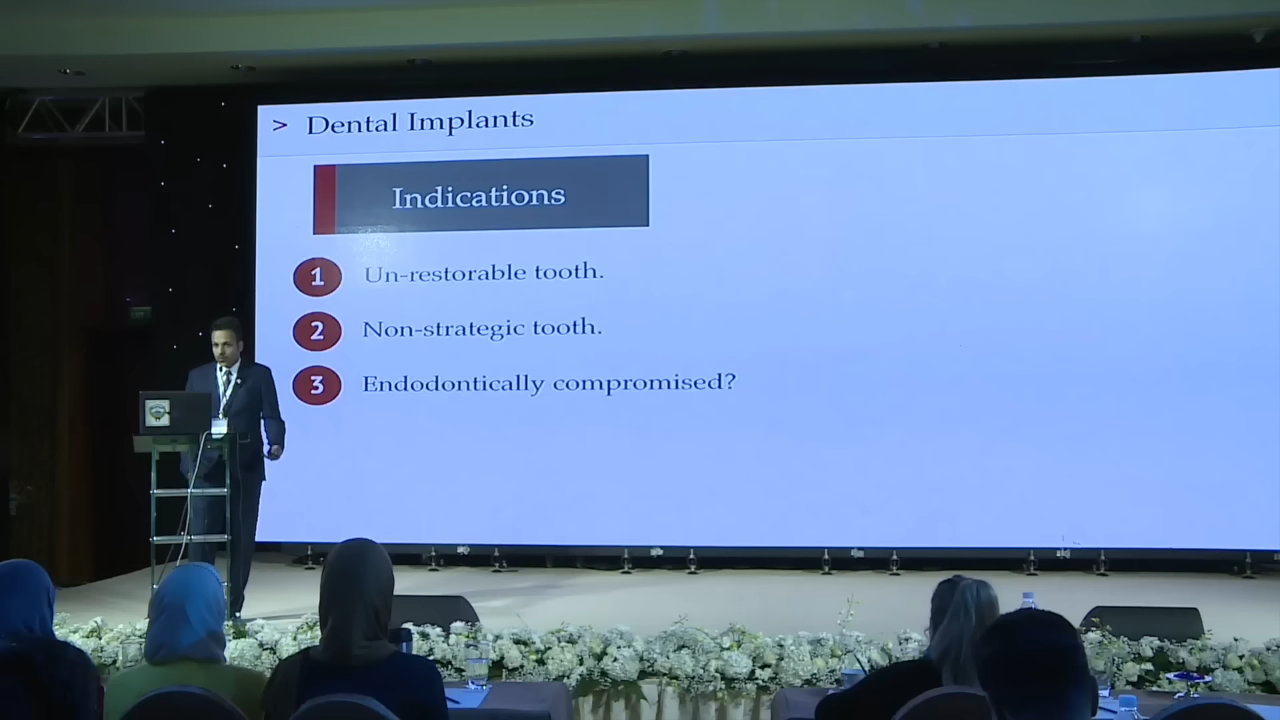 > Dental Implants
Indications
1 Un-restorable tooth.
2 Non-strategic tooth.
3 Endodontically compromised?